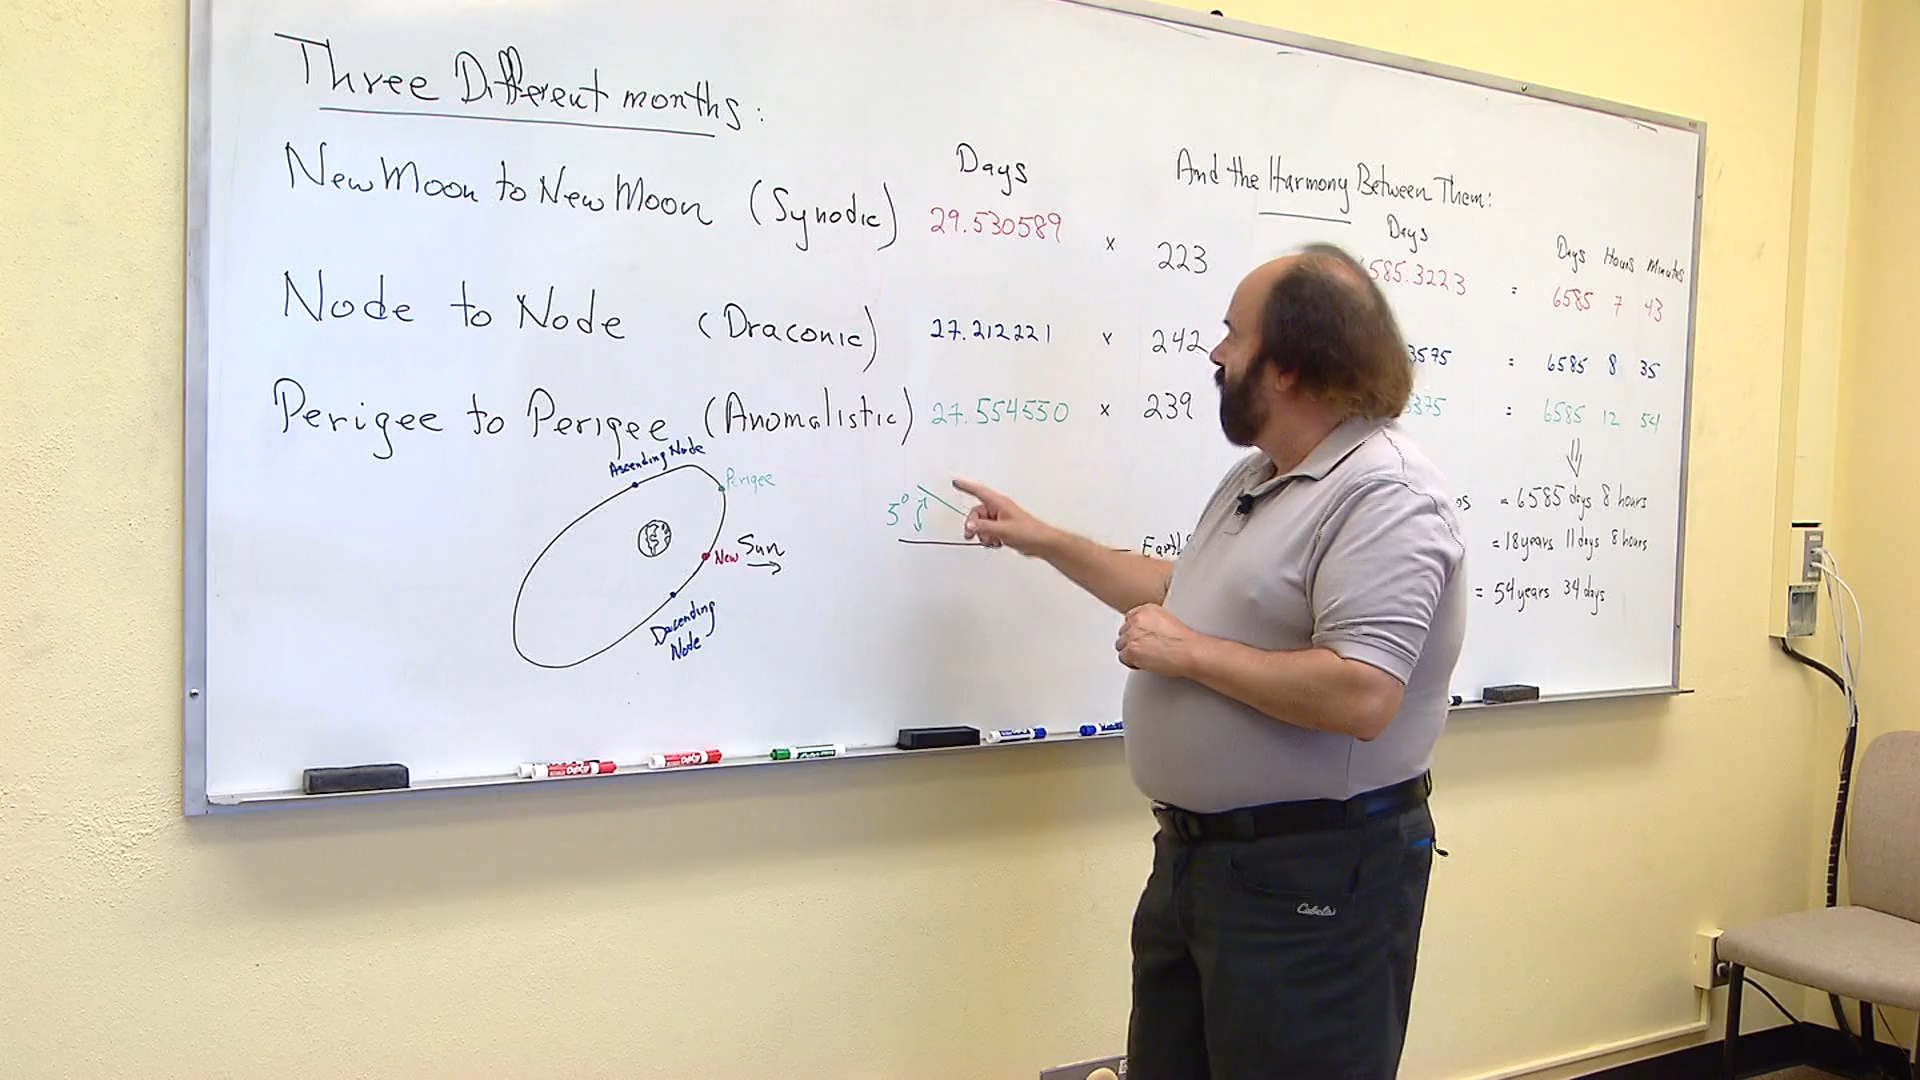 Three Different months:
Days
And the Harmony Between Them:
New Moon to New Moon (Synodic) 29.530589 × 223 585.3223 = 6585 7 43
Days
Days Hours Minutes
Node to Node (Draconic) 27.212221 × 242 3575 = 6585 8 35
Perigee to Perigee (Anomalistic) 27.554550 × 239 3375 = 6585 12 54
Ascending Node
Perigee
5°
= 6585 days 8 hours
New Sun
Earth
= 18 years 11 days 8 hours
= 54 years 34 days
Descending
Node
Cabela's